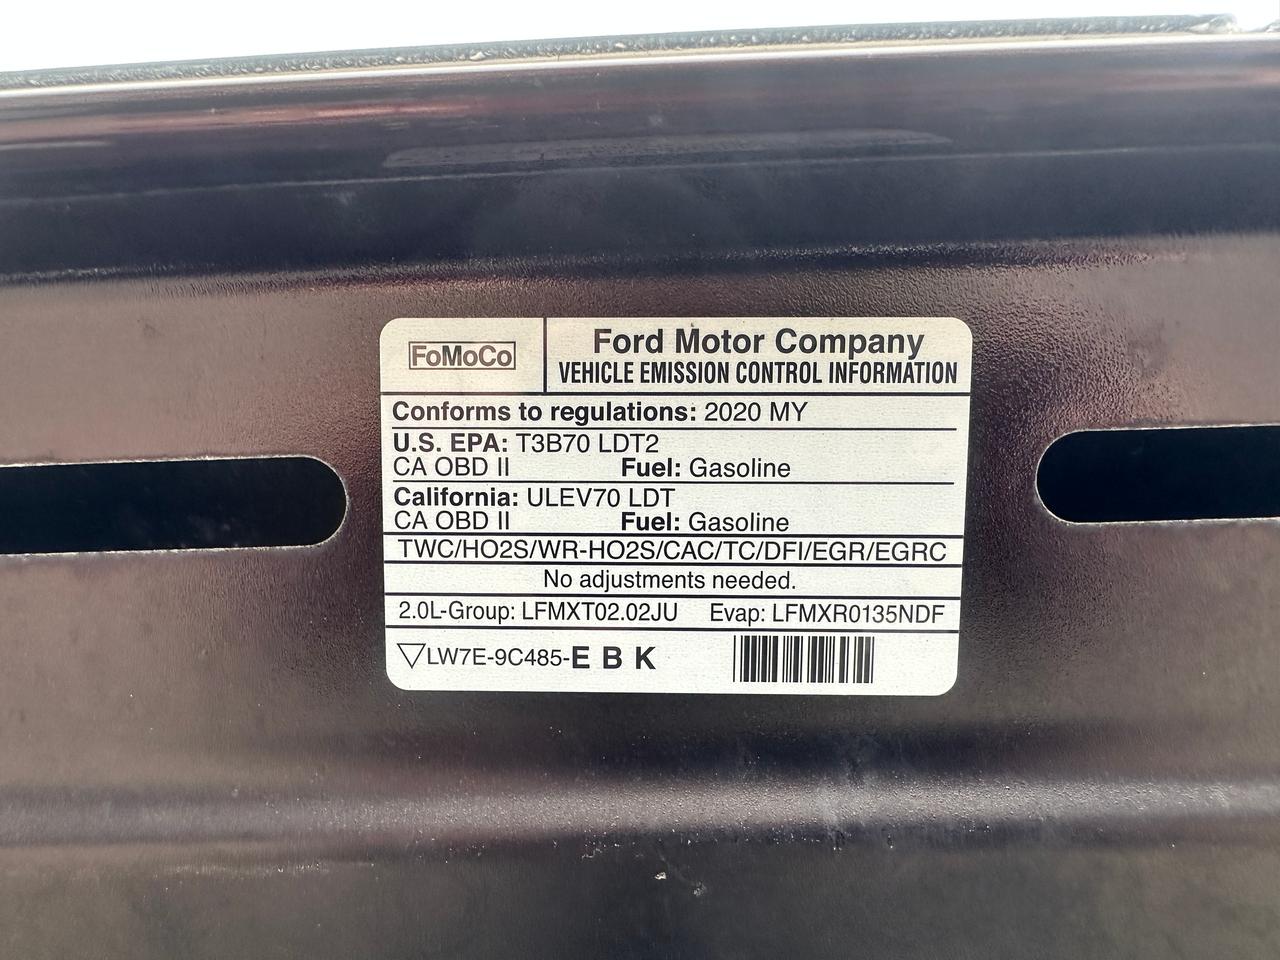 FoMoCo
Ford Motor Company
VEHICLE EMISSION CONTROL INFORMATION
Conforms to regulations: 2020 MY
U.S. EPA: T3B70 LDT2
CA OBD II Fuel: Gasoline
California: ULEV70 LDT
CA OBD II Fuel: Gasoline
TWC/HO2S/WR-HO2S/CAC/TC/DFI/EGR/EGRC
No adjustments needed.
2.0L-Group: LFMXT02.02JU Evap: LFMXR0135NDF
LW7E-9C485-E B K